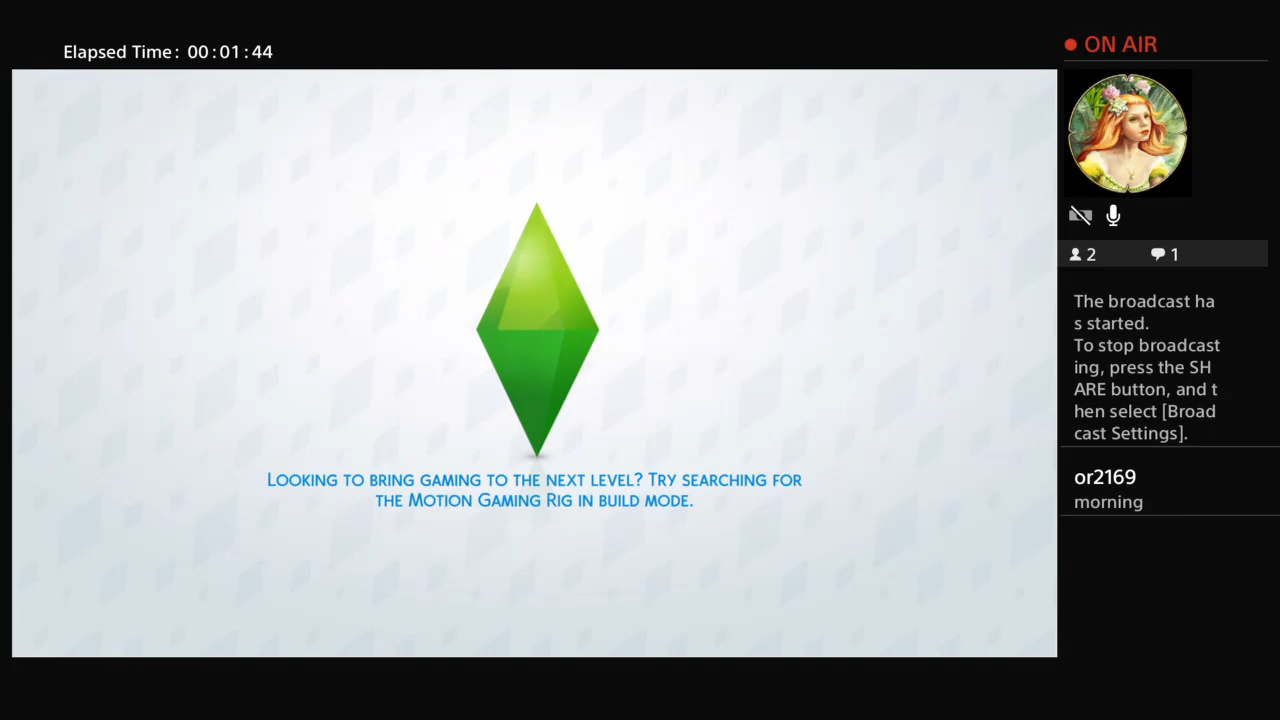 Elapsed Time: 00:01:44
ON AIR
LOOKING TO BRING GAMING TO THE NEXT LEVEL? TRY SEARCHING FOR
THE MOTION GAMING RIG IN BUILD MODE.
2 1
The broadcast ha
s started.
To stop broadcast
ing, press the SH
ARE button, and t
hen select [Broad
cast Settings].
or2169
morning